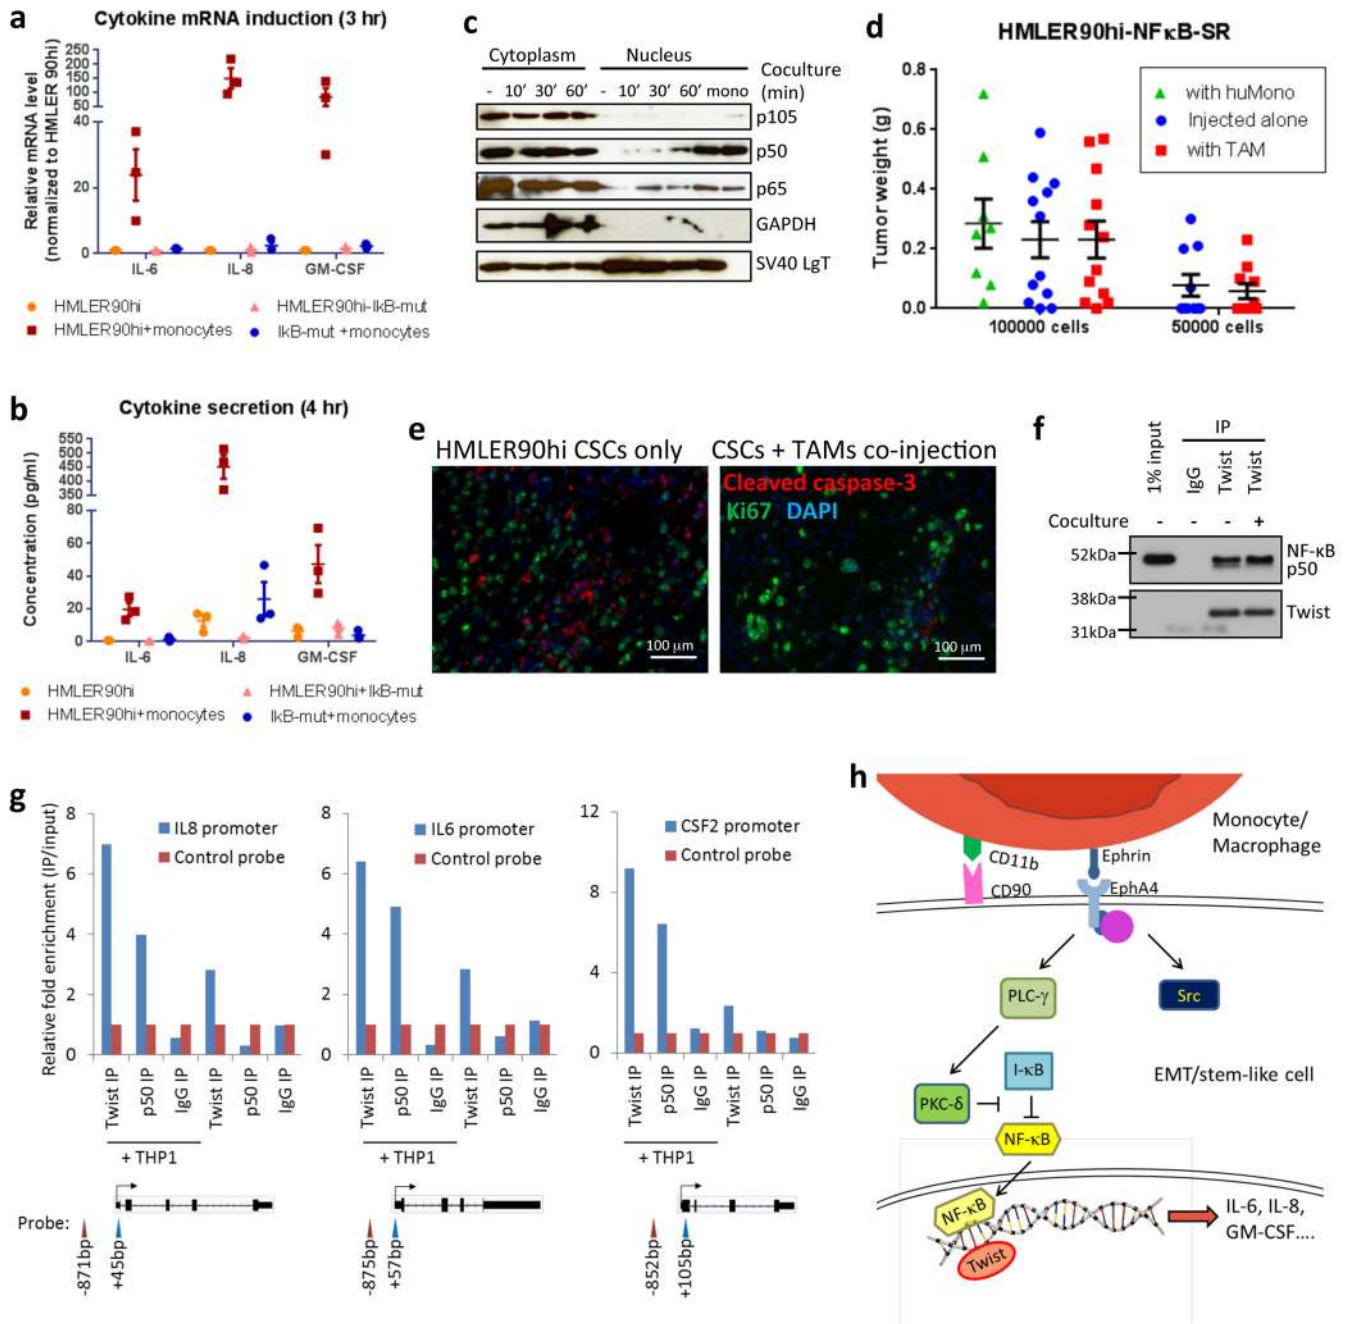 a
Cytokine mRNA induction (3 hr)
Relative mRNA level
(normalized to HMLER 90hi)
250
200
150
100
50
40
20
0
IL-6 IL-8 GM-CSF
HMLER90hi
HMLER90hi-IkB-mut
HMLER90hi+monocytes
IkB-mut +monocytes
b
Cytokine secretion (4 hr)
Concentration (pg/ml)
550
500
450
400
350
80
60
40
20
0
IL-6 IL-8 GM-CSF
HMLER90hi
HMLER90hi+IkB-mut
HMLER90hi+monocytes
IkB-mut+monocytes
c
Cytoplasm Nucleus
Coculture
(min)
- 10' 30' 60' - 10' 30' 60' mono
p105
p50
p65
GAPDH
SV40 LgT
d
HMLER90hi-NFκB-SR
Tumor weight (g)
0.8
0.6
0.4
0.2
0.0
with huMono
Injected alone
with TAM
100000 cells 50000 cells
e
HMLER90hi CSCs only
CSCs + TAMs co-injection
Cleaved caspase-3
Ki67 DAPI
100 µm
100 µm
f
IP
1% input
IgG
Twist
Twist
Coculture - - - +
52kDa
NF-κB
p50
38kDa
31kDa
Twist
g
Relative fold enrichment (IP/input)
8
6
4
2
0
IL8 promoter
Control probe
Twist IP
p50 IP
IgG IP
Twist IP
p50 IP
IgG IP
+ THP1
8
6
4
2
0
IL6 promoter
Control probe
Twist IP
p50 IP
IgG IP
Twist IP
p50 IP
IgG IP
+ THP1
12
8
4
0
CSF2 promoter
Control probe
Twist IP
p50 IP
IgG IP
Twist IP
p50 IP
IgG IP
+ THP1
Probe:
-871bp
+45bp
-875bp
+57bp
-852bp
+105bp
h
Monocyte/
Macrophage
CD11b
Ephrin
CD90
EphA4
PLC-γ
Src
I-κB
EMT/stem-like cell
PKC-δ
NF-κB
NF-κB
Twist
IL-6, IL-8,
GM-CSF....